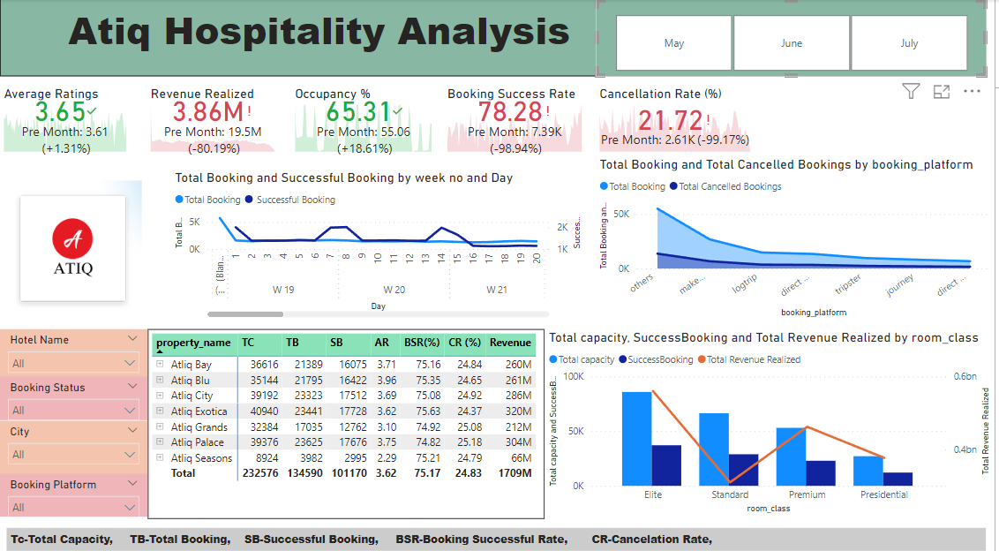 Atiq Hospitality Analysis
May
June
July
Average Ratings
3.65
Pre Month: 3.61
(+1.31%)
Revenue Realized
3.86M!
Pre Month: 19.5M
(-80.19%)
Occupancy %
65.31
Pre Month: 55.06
(+18.61%)
Booking Success Rate
78.28!
Pre Month: 7.39K
(-98.94%)
Cancellation Rate (%)
21.72!
Pre Month: 2.61K (-99.17%)
Total Booking and Successful Booking by week no and Day
Total Booking Successful Booking
Total B...
5K
0K
2K
1K
Succes...
(Blan... 1 2 3 4 5 6 7 8 9 10 11 12 13 14 15 16 17 18 19 20
(... W 19 W 20 W 21
Day
Total Booking and Total Cancelled Bookings by booking_platform
Total Booking Total Cancelled Bookings
Total Booking an...
50K
0K
others make... logtrip direct ... tripster journey direct ...
booking_platform
A
ATIQ
Hotel Name
All
Booking Status
All
City
All
Booking Platform
All
property_name TC TB SB AR BSR(%) CR (%) Revenue
Atliq Bay 36616 21389 16075 3.71 75.16 24.84 260M
Atliq Blu 35144 21795 16422 3.96 75.35 24.65 261M
Atliq City 39192 23323 17512 3.69 75.08 24.92 286M
Atliq Exotica 40940 23441 17728 3.62 75.63 24.37 320M
Atliq Grands 32384 17035 12762 3.10 74.92 25.08 212M
Atliq Palace 39376 23625 17676 3.75 74.82 25.18 304M
Atliq Seasons 8924 3982 2995 2.29 75.21 24.79 66M
Total 232576 134590 101170 3.62 75.17 24.83 1709M
Total capacity, SuccessBooking and Total Revenue Realized by room_class
Total capacity SuccessBooking Total Revenue Realized
Total capacity and SuccessB...
100K
50K
0K
0.6bn
0.4bn
Total Revenue Realized
Elite Standard Premium Presidential
room_class
Tc-Total Capacity, TB-Total Booking, SB-Successful Booking, BSR-Booking Successful Rate, CR-Cancelation Rate,